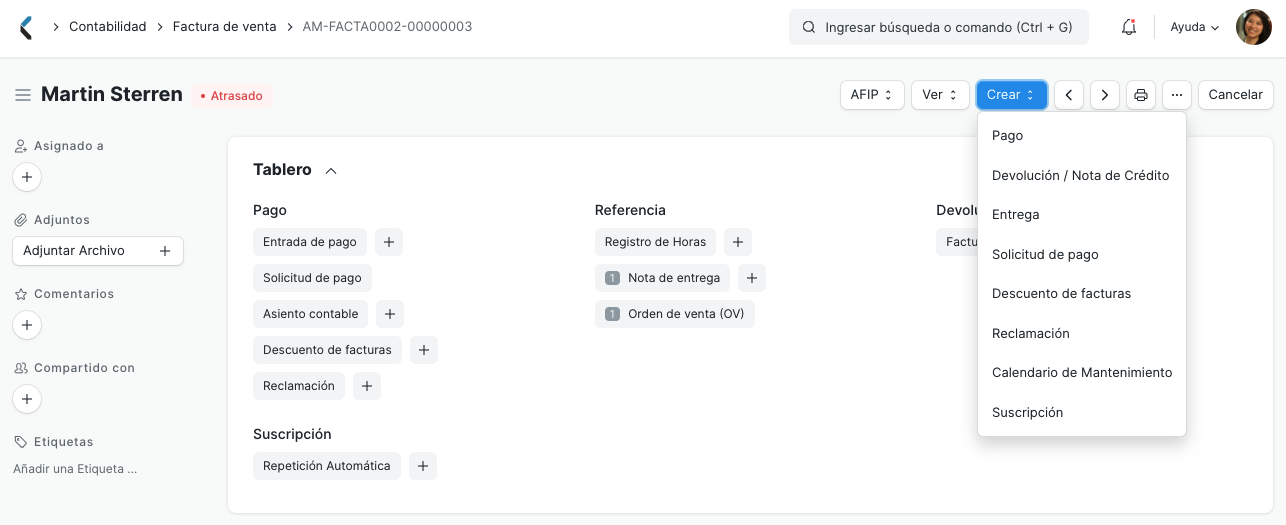 Contabilidad
Factura de venta
AM-FACTA0002-00000003
Ingresar búsqueda o comando (Ctrl + G)
Ayuda
Martin Sterren
Atrasado
AFIP
Ver
Crear
...
Cancelar
Asignado a
Adjuntos
Adjuntar Archivo
Comentarios
Compartido con
Etiquetas
Añadir una Etiqueta ...
Tablero
Pago
Entrada de pago
Solicitud de pago
Asiento contable
Descuento de facturas
Reclamación
Suscripción
Repetición Automática
Referencia
Registro de Horas
1 Nota de entrega
1 Orden de venta (OV)
Pago
Devolución / Nota de Crédito
Entrega
Solicitud de pago
Descuento de facturas
Reclamación
Calendario de Mantenimiento
Suscripción